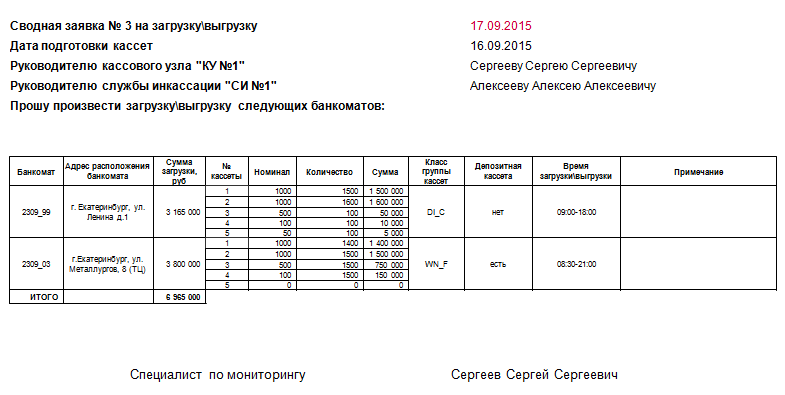 Сводная заявка № 3 на загрузку\выгрузку 17.09.2015
Дата подготовки кассет 16.09.2015
Руководителю кассового узла "КУ №1" Сергееву Сергею Сергеевичу
Руководителю службы инкассации "СИ №1" Алексееву Алексею Алексеевичу
Прошу произвести загрузку\выгрузку следующих банкоматов:
Банкомат Адрес расположения банкомата Сумма загрузки, руб № кассеты Номинал Количество Сумма Класс группы кассет Депозитная кассета Время загрузки\выгрузки Примечание
2309_99 г. Екатеринбург, ул. Ленина д.1 3 165 000 1 1000 1500 1 500 000 DI_C нет 09:00-18:00
2 1000 1600 1 600 000
3 500 100 50 000
4 100 100 10 000
5 50 100 5 000
2309_03 г.Екатеринбург, ул. Металлургов, 8 (ТЦ) 3 800 000 1 1000 1400 1 400 000 WN_F есть 08:30-21:00
2 1000 1500 1 500 000
3 500 1500 750 000
4 100 1500 150 000
5 0 0 0
ИТОГО 6 965 000
Специалист по мониторингу Сергеев Сергей Сергеевич